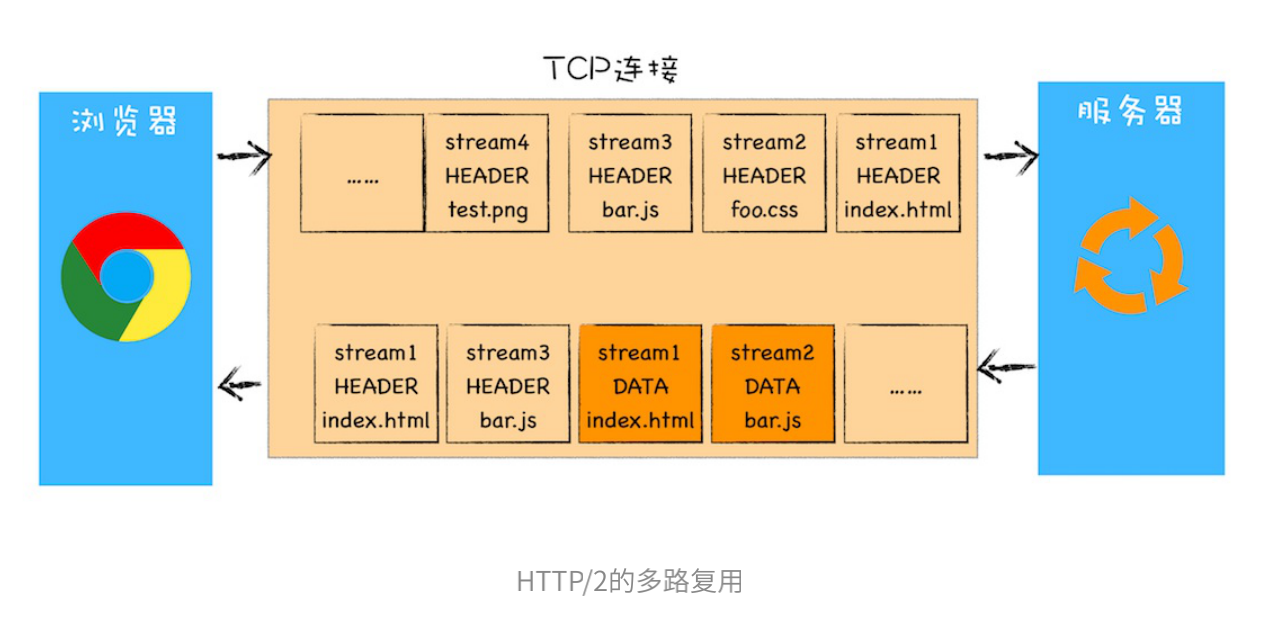 TCP连接
浏览器
服务器
……
stream4
HEADER
test.png
stream3
HEADER
bar.js
stream2
HEADER
foo.css
stream1
HEADER
index.html
stream1
HEADER
index.html
stream3
HEADER
bar.js
stream1
DATA
index.html
stream2
DATA
bar.js
……
HTTP/2的多路复用